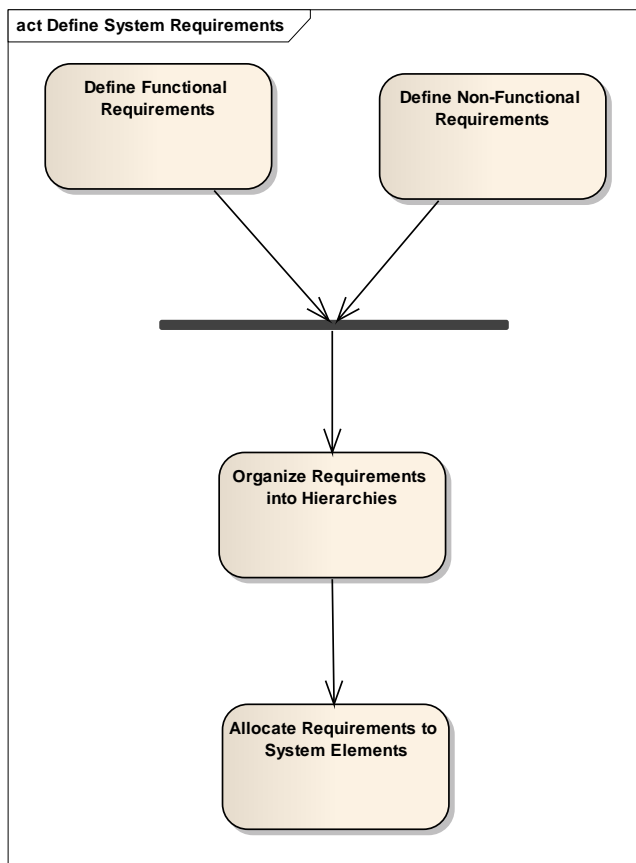 act Define System Requirements
Define Functional
Requirements
Define Non-Functional
Requirements
Organize Requirements
into Hierarchies
Allocate Requirements to
System Elements